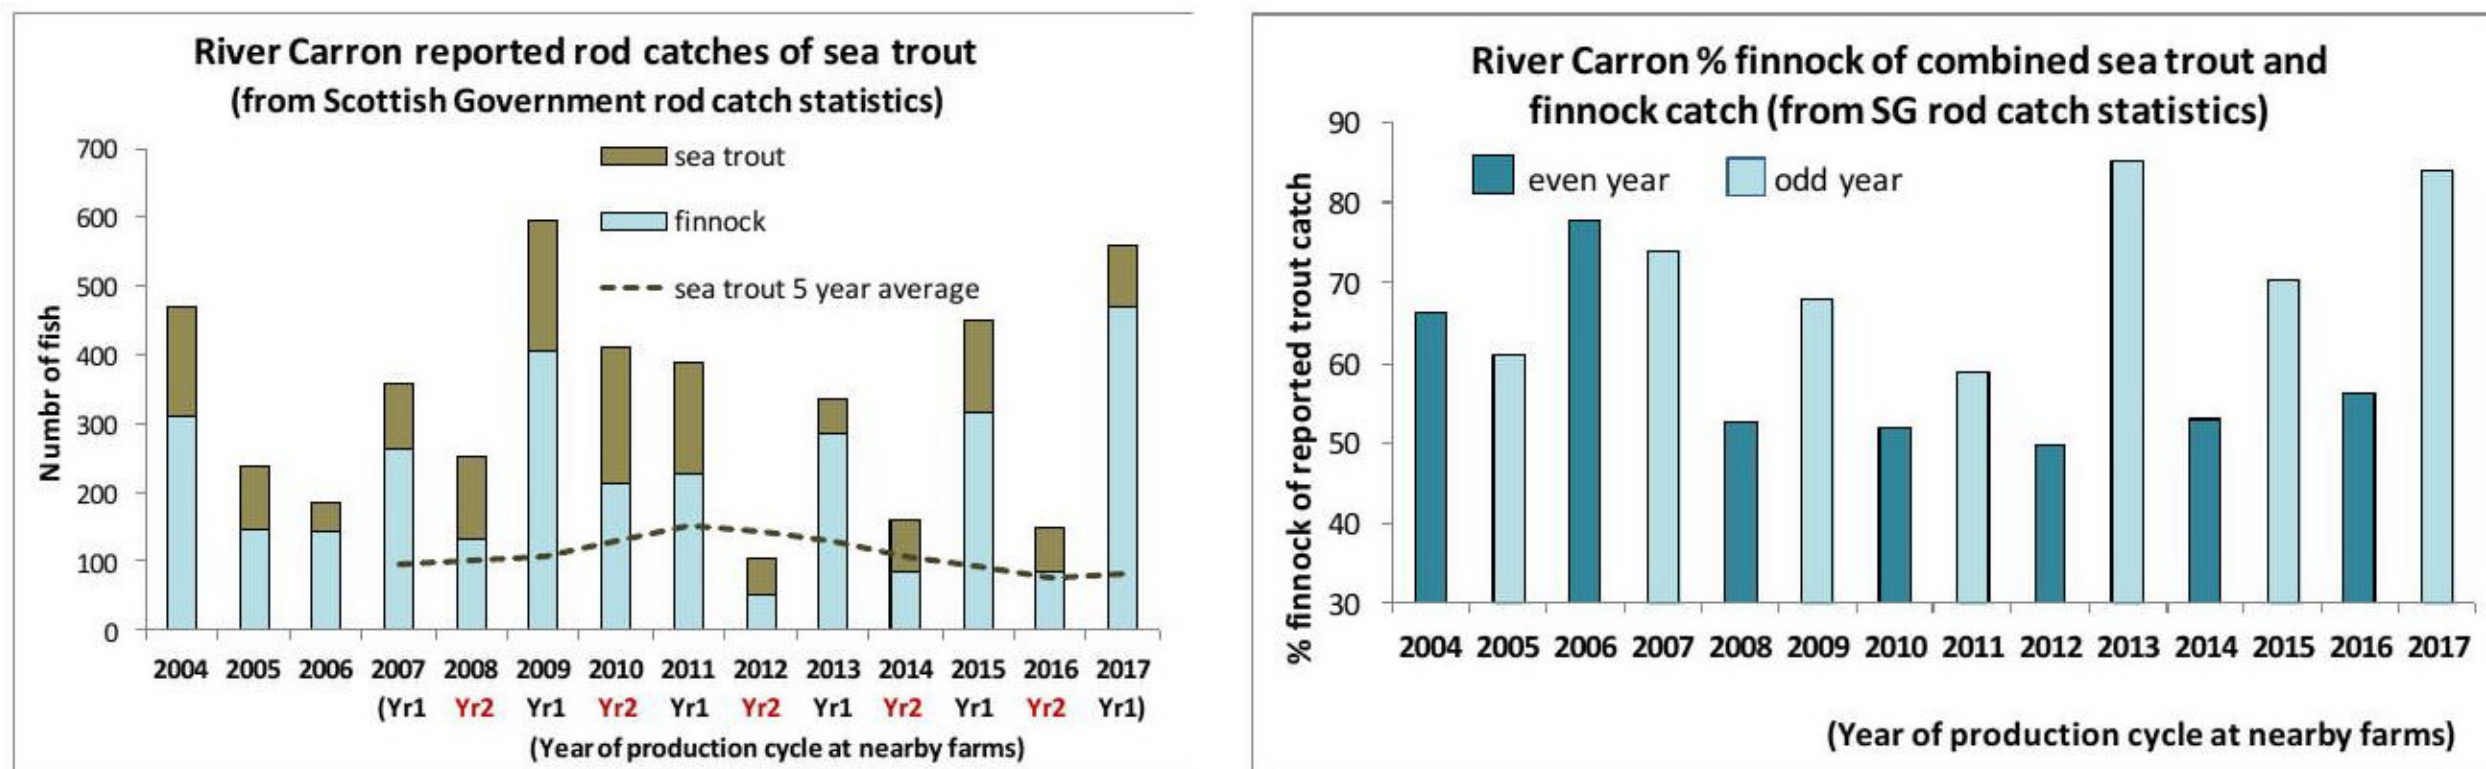 River Carron reported rod catches of sea trout
(from Scottish Government rod catch statistics)
700
600
500
400
300
200
100
0
Numbr of fish
sea trout
finnock
sea trout 5 year average
2004 2005 2006 2007 2008 2009 2010 2011 2012 2013 2014 2015 2016 2017
(Yr1 Yr2 Yr1 Yr2 Yr1 Yr2 Yr1 Yr2 Yr1 Yr2 Yr1)
(Year of production cycle at nearby farms)
River Carron % finnock of combined sea trout and
finnock catch (from SG rod catch statistics)
90
80
70
60
50
40
30
% finnock of reported trout catch
even year odd year
2004 2005 2006 2007 2008 2009 2010 2011 2012 2013 2014 2015 2016 2017
(Year of production cycle at nearby farms)